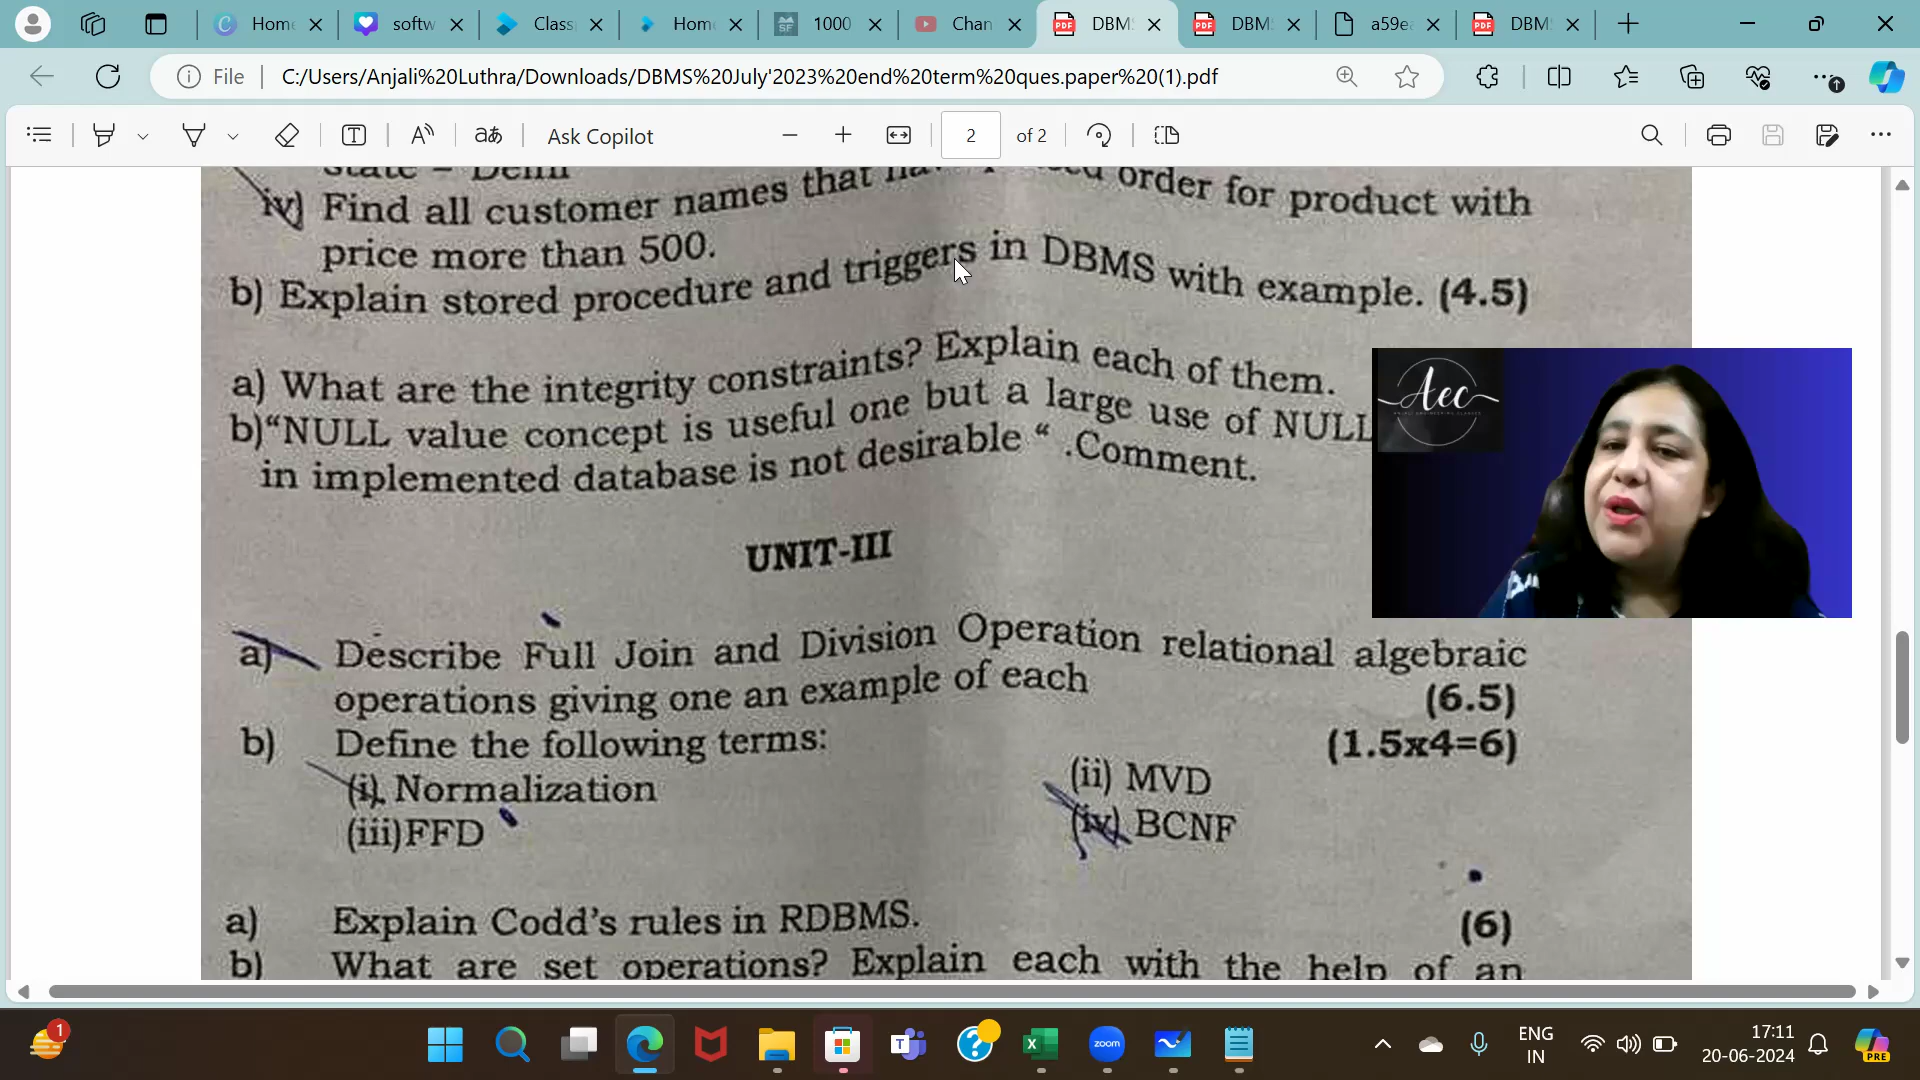 Home
softw
Class
Home
1000
Chan
DBM
DBM
a59e
DBM
File
C:/Users/Anjali%20Luthra/Downloads/DBMS%20July'2023%20end%20term%20ques.paper%20(1).pdf
Ask Copilot
2
of 2
State = Delhi
iv) Find all customer names that order for product with
price more than 500.
b) Explain stored procedure and triggers in DBMS with example. (4.5)
a) What are the integrity constraints? Explain each of them.
b)“NULL value concept is useful one but a large use of NULL
in implemented database is not desirable “ .Comment.
Aec
UNIT-III
a) Describe Full Join and Division Operation relational algebraic
operations giving one an example of each (6.5)
b) Define the following terms: (1.5x4=6)
(i) Normalization (ii) MVD
(iii)FFD (iv) BCNF
a) Explain Codd's rules in RDBMS. (6)
b) What are set operations? Explain each with the help of an
1
zoom
ENG
IN
17:11
20-06-2024
PRE